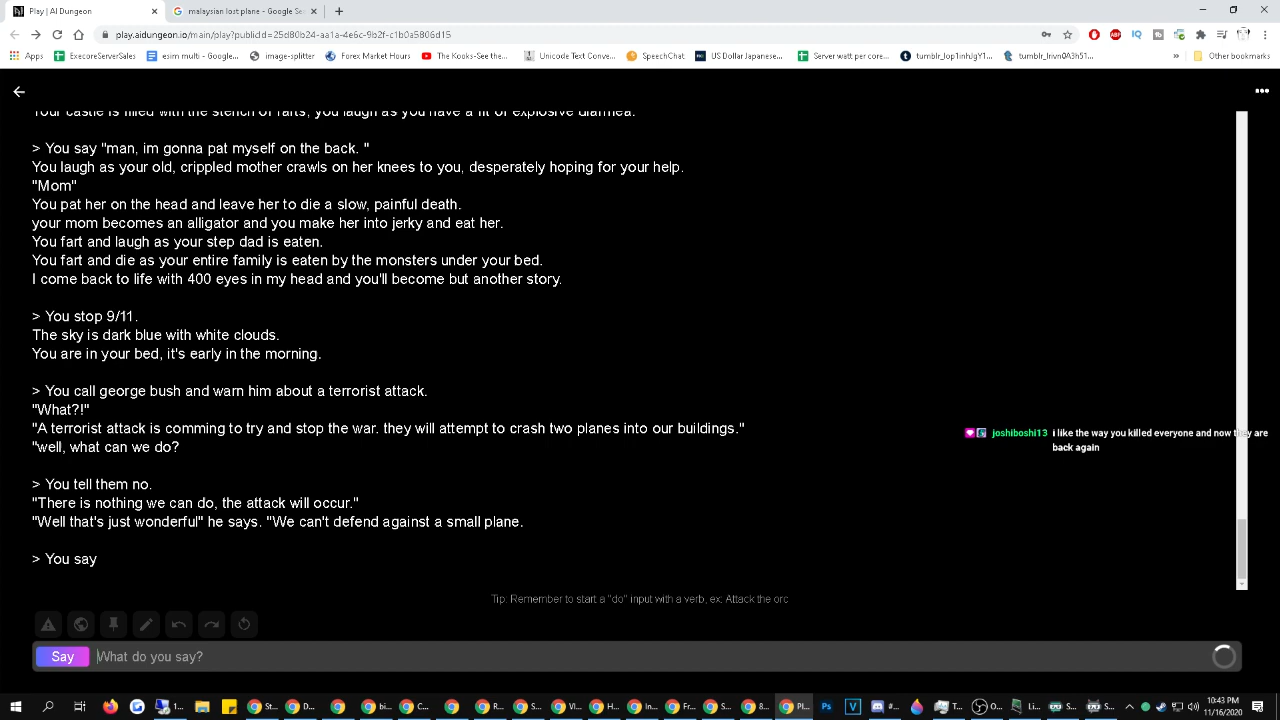 Play | AI Dungeon
malaysian lost plane - Google Se
play.aidungeon.io/main/play?publicId=25d80b24-aa1a-4e6c-9b2f-c1b0a5806d15
Apps ExecoreServerSales esim multi - Google... image-splitter Forex Market Hours The Kooks-See the... Unicode Text Conve... SpeechChat US Dollar Japanese... Server watt per core... tumblr_lop1inhJgY1... tumblr_lnvn0A3h51... » Other bookmarks
Your castle is filled with the stench of farts, you laugh as you have a fit of explosive diarrhea.
> You say "man, im gonna pat myself on the back. "
You laugh as your old, crippled mother crawls on her knees to you, desperately hoping for your help.
"Mom"
You pat her on the head and leave her to die a slow, painful death.
your mom becomes an alligator and you make her into jerky and eat her.
You fart and laugh as your step dad is eaten.
You fart and die as your entire family is eaten by the monsters under your bed.
I come back to life with 400 eyes in my head and you'll become but another story.
> You stop 9/11.
The sky is dark blue with white clouds.
You are in your bed, it's early in the morning.
> You call george bush and warn him about a terrorist attack.
"What?!"
"A terrorist attack is comming to try and stop the war. they will attempt to crash two planes into our buildings."
"well, what can we do?
joshiboshi13 i like the way you killed everyone and now they are
back again
> You tell them no.
"There is nothing we can do, the attack will occur."
"Well that's just wonderful" he says. "We can't defend against a small plane.
> You say
Tip: Remember to start a "do" input with a verb, ex: Attack the orc
Say What do you say?
1... St... D... bi... C... R... S... Vi... H... In... Fr... S... 8... Pl... #... T... O... Li... S... S... 10:43 PM
11/16/2020